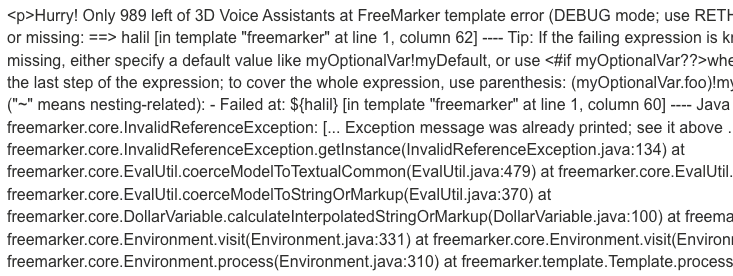 <p>Hurry! Only 989 left of 3D Voice Assistants at FreeMarker template error (DEBUG mode; use RETH
or missing: ==> halil [in template "freemarker" at line 1, column 62] ---- Tip: If the failing expression is kn
missing, either specify a default value like myOptionalVar!myDefault, or use <#if myOptionalVar??>whe
the last step of the expression; to cover the whole expression, use parenthesis: (myOptionalVar.foo)!my
("~" means nesting-related): - Failed at: ${halil} [in template "freemarker" at line 1, column 60] ---- Java
freemarker.core.InvalidReferenceException: [... Exception message was already printed; see it above .
freemarker.core.InvalidReferenceException.getInstance(InvalidReferenceException.java:134) at
freemarker.core.EvalUtil.coerceModelToTextualCommon(EvalUtil.java:479) at freemarker.core.EvalUtil.
freemarker.core.EvalUtil.coerceModelToStringOrMarkup(EvalUtil.java:370) at
freemarker.core.DollarVariable.calculateInterpolatedStringOrMarkup(DollarVariable.java:100) at freema
freemarker.core.Environment.visit(Environment.java:331) at freemarker.core.Environment.visit(Environ
freemarker.core.Environment.process(Environment.java:310) at freemarker.template.Template.process